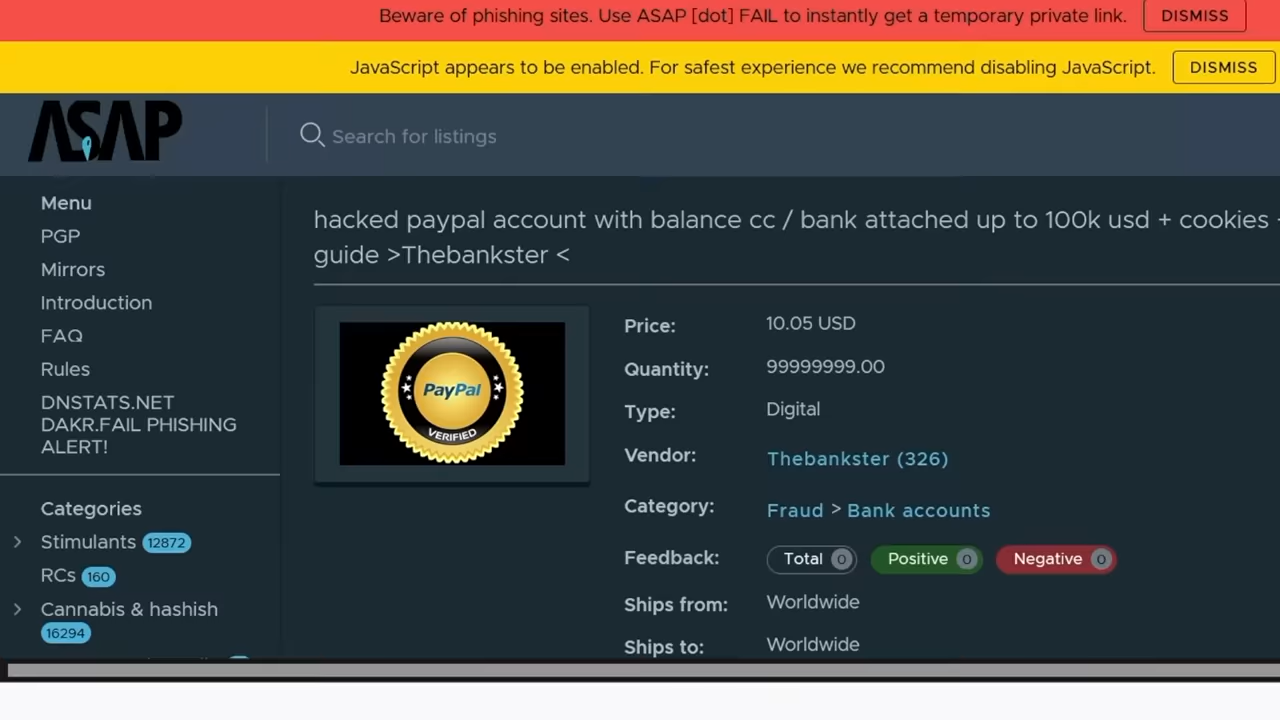 Beware of phishing sites. Use ASAP [dot] FAIL to instantly get a temporary private link.
DISMISS
JavaScript appears to be enabled. For safest experience we recommend disabling JavaScript.
DISMISS
ASAP
Search for listings
Menu
PGP
Mirrors
Introduction
FAQ
Rules
DNSTATS.NET
DAKR.FAIL PHISHING
ALERT!
Categories
Stimulants 12872
RCs 160
Cannabis & hashish
16294
hacked paypal account with balance cc / bank attached up to 100k usd + cookies
guide >Thebankster <
PayPal
VERIFIED
Price: 10.05 USD
Quantity: 99999999.00
Type: Digital
Vendor: Thebankster (326)
Category: Fraud > Bank accounts
Feedback: Total 0 Positive 0 Negative 0
Ships from: Worldwide
Ships to: Worldwide